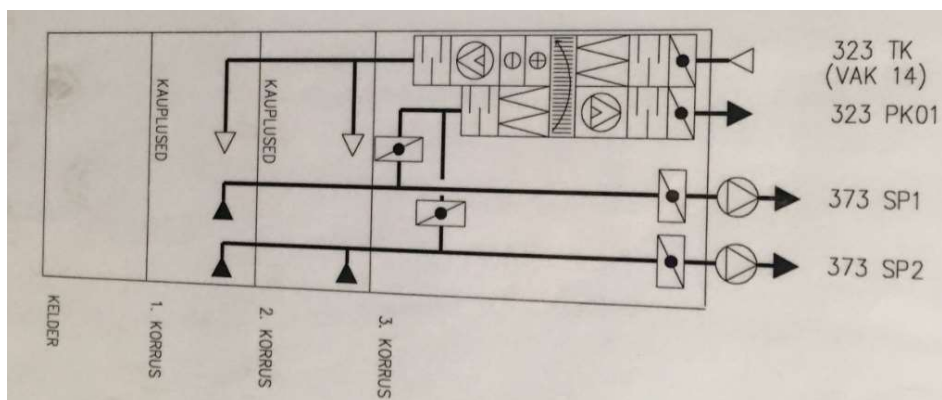 323 TK
(VAK 14)
323 PK01
373 SP1
373 SP2
KAUPLUSED
KAUPLUSED
KELDER
1. KORRUS
2. KORRUS
3. KORRUS